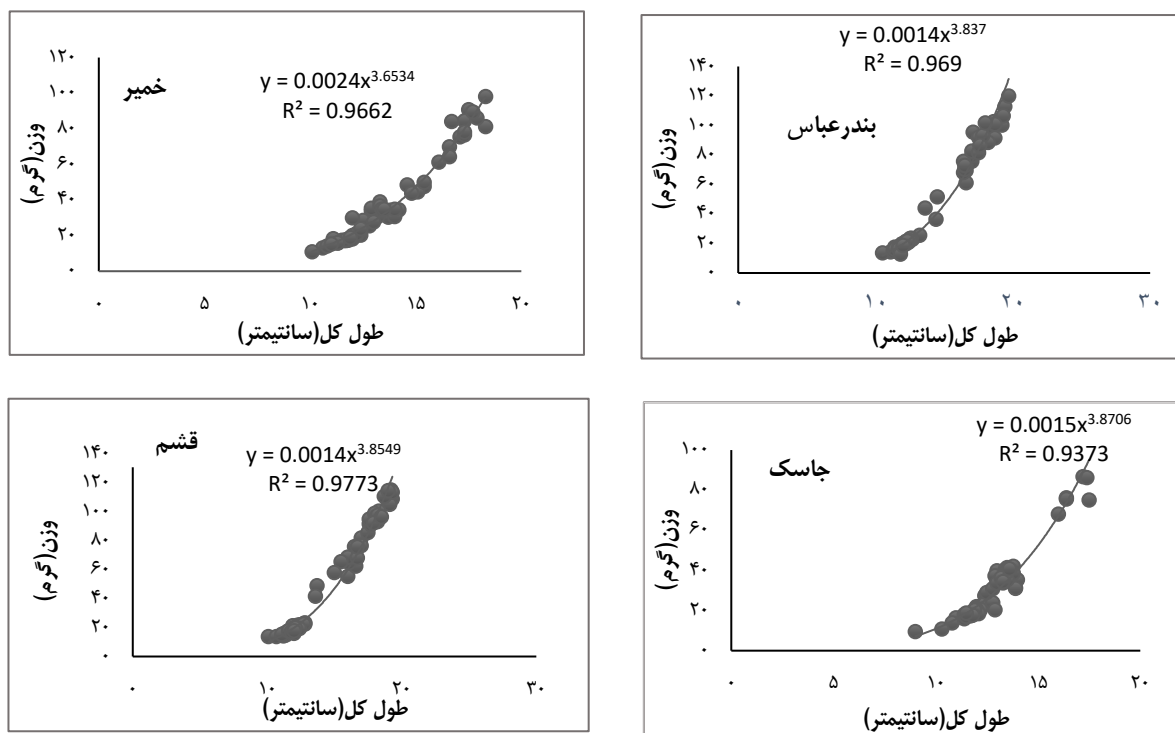 خمیر
y = 0.0024x^3.6534
R² = 0.9662
وزن(گرم)
۱۲۰
۱۰۰
۸۰
۶۰
۴۰
۲۰
۰
۰ ۵ ۱۰ ۱۵ ۲۰
طول کل(سانتیمتر)
y = 0.0014x^3.837
R² = 0.969
بندرعباس
وزن(گرم)
۱۴۰
۱۲۰
۱۰۰
۸۰
۶۰
۴۰
۲۰
۰
۰ ۱۰ ۲۰ ۳۰
طول کل(سانتیمتر)
قشم
y = 0.0014x^3.8549
R² = 0.9773
وزن(گرم)
۱۴۰
۱۲۰
۱۰۰
۸۰
۶۰
۴۰
۲۰
۰
۰ ۱۰ ۲۰ ۳۰
طول کل(سانتیمتر)
y = 0.0015x^3.8706
R² = 0.9373
جاسک
وزن(گرم)
۱۰۰
۸۰
۶۰
۴۰
۲۰
۰
۰ ۵ ۱۰ ۱۵ ۲۰
طول کل(سانتیمتر)